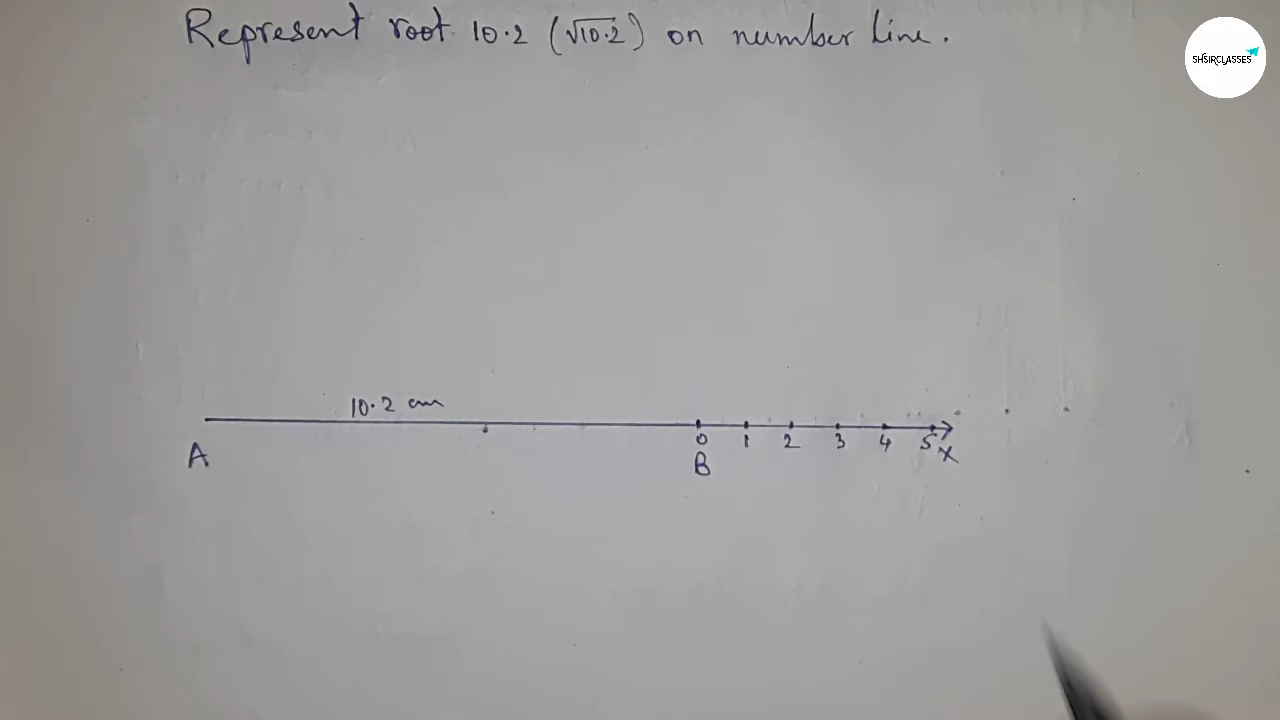 Represent root 10.2 (√10.2) on number line.
SHSIRCLASSES
10.2 cm
0 1 2 3 4 5 X
A B